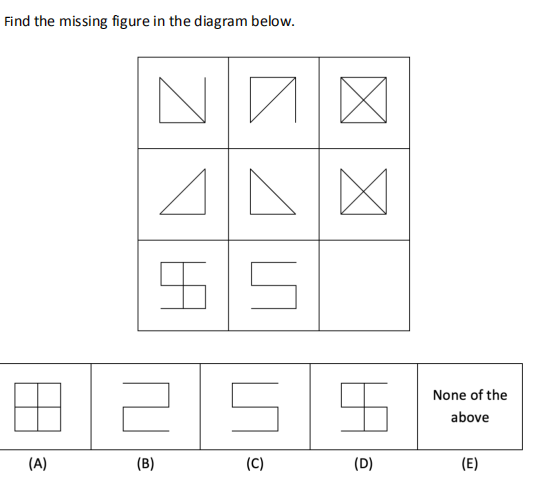 Find the missing figure in the diagram below.
None of the
above
(A) (B) (C) (D) (E)